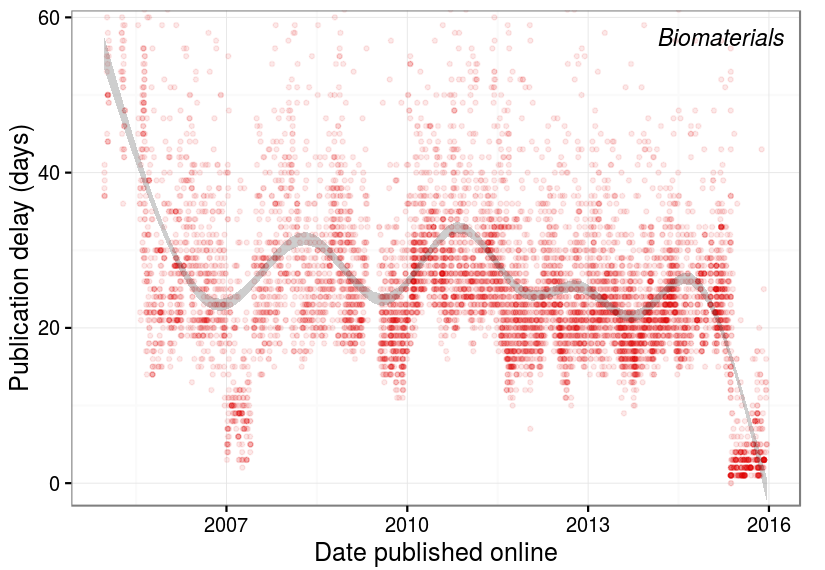 Biomaterials
Publication delay (days)
60
40
20
0
2007
2010
2013
2016
Date published online